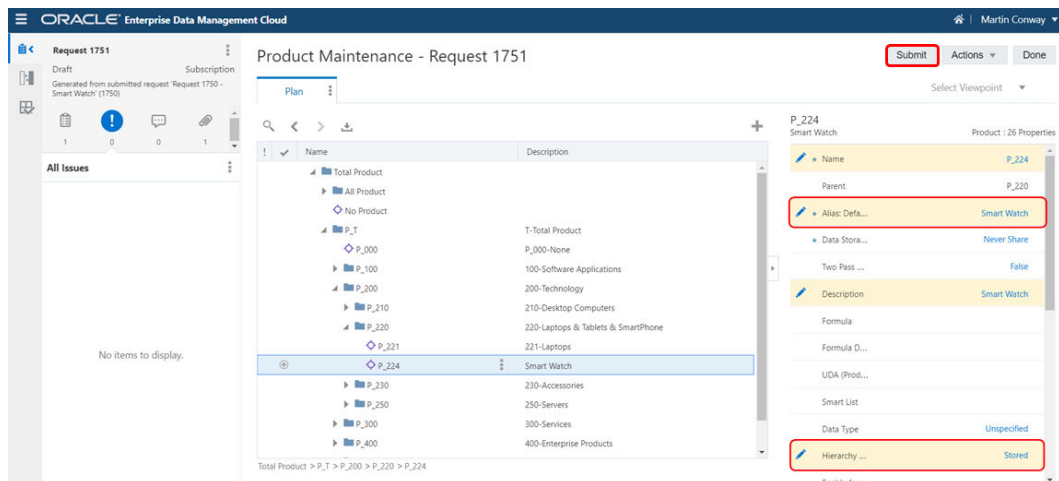 ORACLE Enterprise Data Management Cloud
Martin Conway
Request 1751
Draft Subscription
Generated from submitted request 'Request 1750 -
Smart Watch' (1750)
1 0 0 1
All Issues
No items to display.
Product Maintenance - Request 1751
Submit Actions Done
Plan
Select Viewpoint
! Name Description
Total Product
All Product
No Product
P_T T-Total Product
P_000 P_000-None
P_100 100-Software Applications
P_200 200-Technology
P_210 210-Desktop Computers
P_220 220-Laptops & Tablets & SmartPhone
P_221 221-Laptops
P_224 Smart Watch
P_230 230-Accessories
P_250 250-Servers
P_300 300-Services
P_400 400-Enterprise Products
Total Product > P_T > P_200 > P_220 > P_224
P_224
Smart Watch Product : 26 Properties
* Name P_224
Parent P_220
* Alias: Defa... Smart Watch
* Data Stora... Never Share
Two Pass ... False
Description Smart Watch
Formula
Formula D...
UDA (Prod...
Smart List
Data Type Unspecified
Hierarchy ... Stored